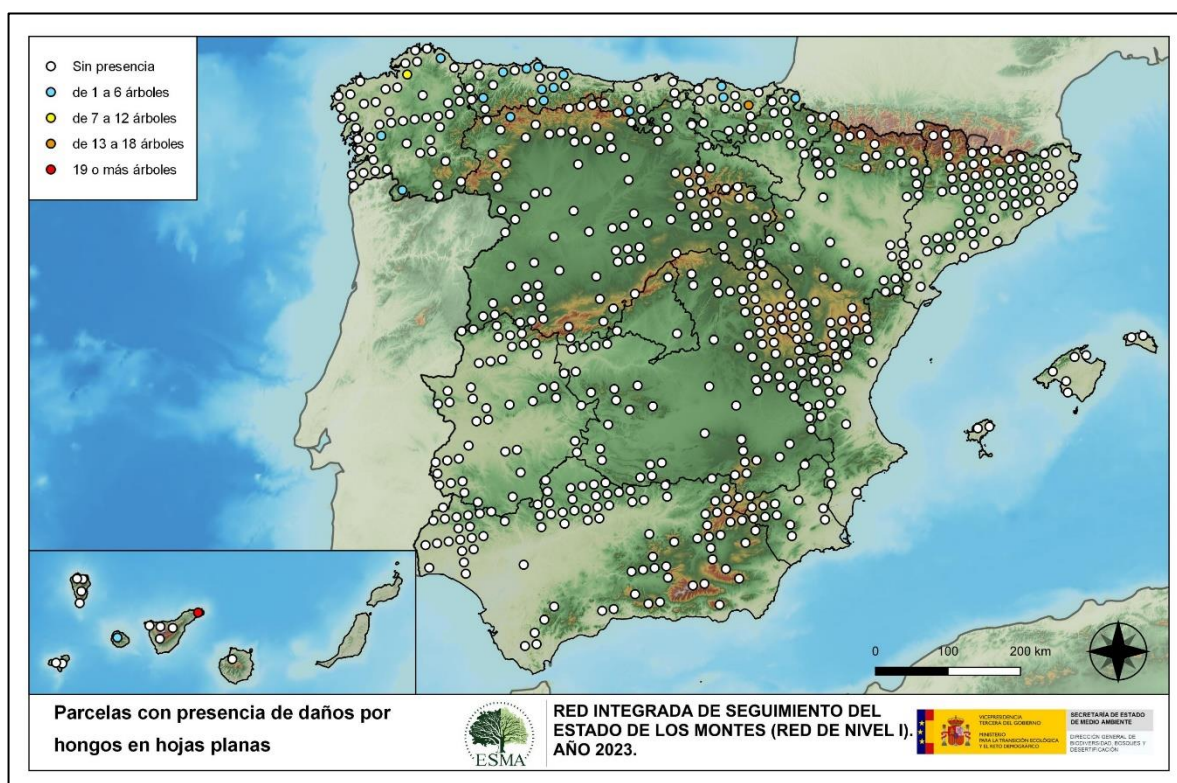 Sin presencia
de 1 a 6 árboles
de 7 a 12 árboles
de 13 a 18 árboles
19 o más árboles
0 100 200 km
Parcelas con presencia de daños por
hongos en hojas planas
ESMA
RED INTEGRADA DE SEGUIMIENTO DEL
ESTADO DE LOS MONTES (RED DE NIVEL I).
AÑO 2023.
VICEPRESIDENCIA
TERCERA DEL GOBIERNO
MINISTERIO
PARA LA TRANSICIÓN ECOLÓGICA
Y EL RETO DEMOGRÁFICO
SECRETARÍA DE ESTADO
DE MEDIO AMBIENTE
DIRECCIÓN GENERAL DE
BIODIVERSIDAD, BOSQUES Y
DESERTIFICACIÓN